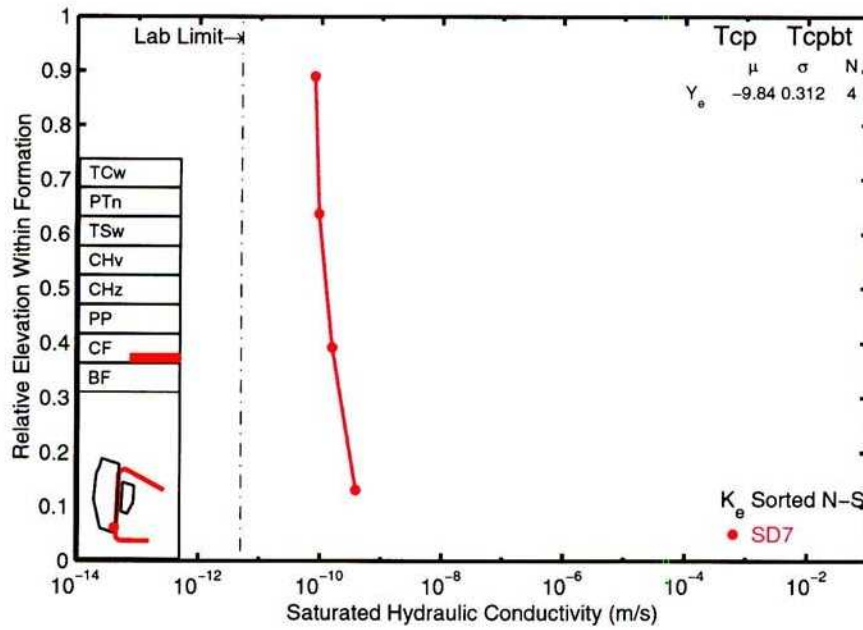 1
Lab Limit→
Tcp Tcpbt
μ σ N
Y_e −9.84 0.312 4
0.9
0.8
0.7
0.6
0.5
0.4
0.3
0.2
0.1
0
Relative Elevation Within Formation
TCw
PTn
TSw
CHv
CHz
PP
CF
BF
K_e Sorted N−S
SD7
10^−14 10^−12 10^−10 10^−8 10^−6 10^−4 10^−2
Saturated Hydraulic Conductivity (m/s)